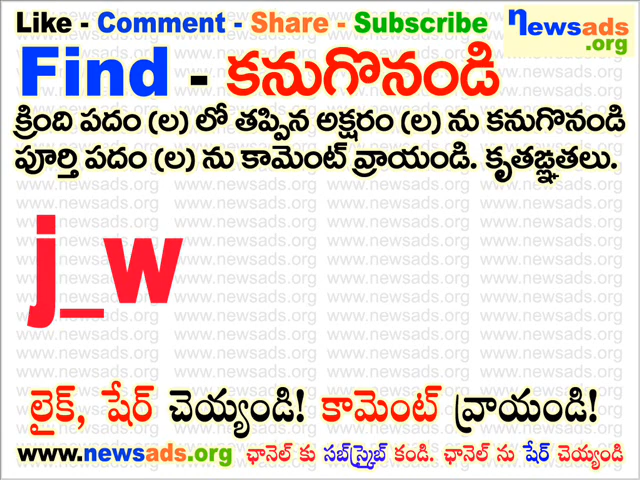 Like - Comment - Share - Subscribe
newsads
.org
Find - కనుగొనండి
క్రింది పదం (ల) లో తప్పిన అక్షరం (ల) ను కనుగొనండి
పూర్తి పదం (ల) ను కామెంట్ వ్రాయండి. కృతఙ్ఞతలు.
j_w
లైక్, షేర్ చెయ్యండి! కామెంట్ వ్రాయండి!
www.newsads.org ఛానెల్ కు సబ్‌స్క్రైబ్ కండి. ఛానెల్ ను షేర్ చెయ్యండి